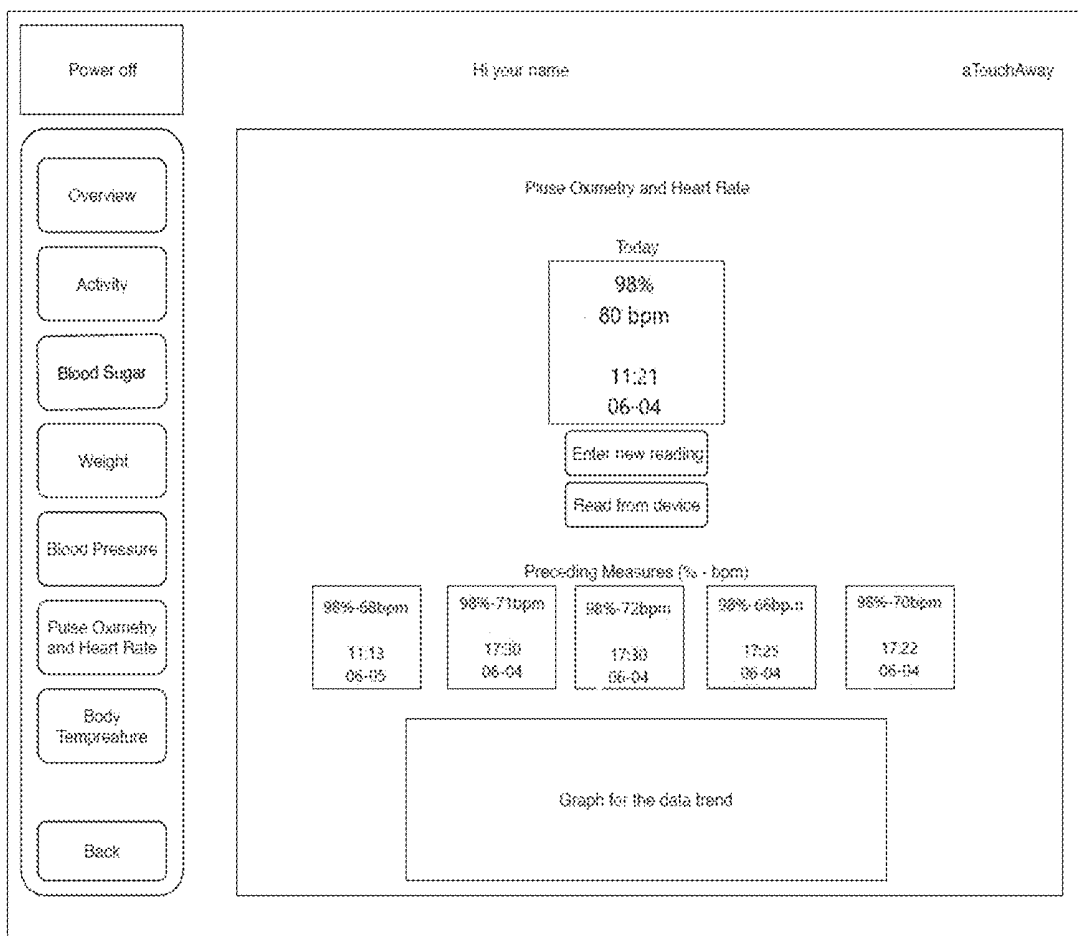 Power off
Hi your name
aTouchAway
Overview
Activity
Blood Sugar
Weight
Blood Pressure
Pulse Oximetry
and Heart Rate
Body
Tempreature
Back
Pluse Oximetry and Heart Rate
Today
98%
80 bpm
11:21
06-04
Enter new reading
Read from device
Preceding Measures (% - bpm)
98%-68bpm
11:13
06-05
98%-71bpm
17:30
06-04
98%-72bpm
17:30
06-04
98%-66bpm
17:25
06-04
98%-70bpm
17:22
06-04
Graph for the data trend